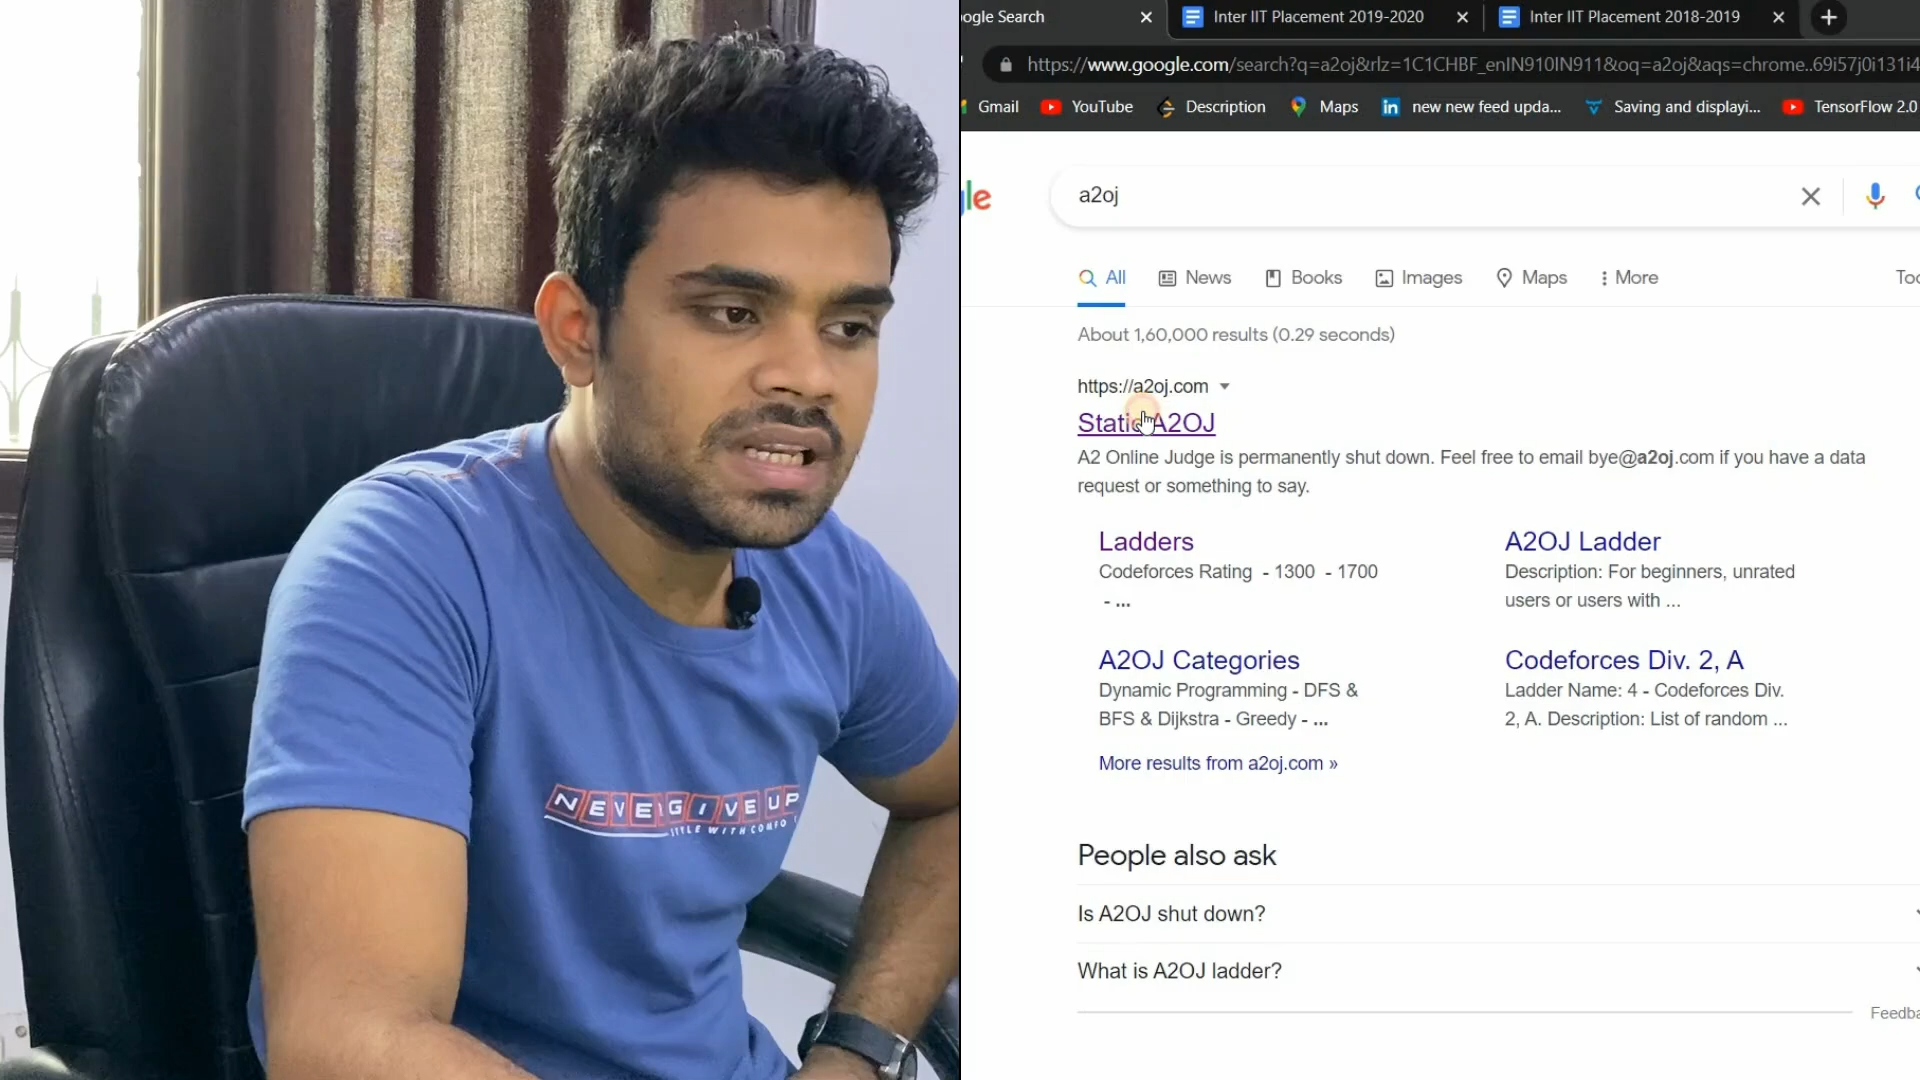 ogle Search
Inter IIT Placement 2019-2020
Inter IIT Placement 2018-2019
https://www.google.com/search?q=a2oj&rlz=1C1CHBF_enIN910IN911&oq=a2oj&aqs=chrome..69i57j0i131i4
Gmail
YouTube
Description
Maps
new new feed upda...
Saving and displayi...
TensorFlow 2.0
gle
a2oj
All
News
Books
Images
Maps
More
Too
About 1,60,000 results (0.29 seconds)
https://a2oj.com
Static A2OJ
A2 Online Judge is permanently shut down. Feel free to email bye@a2oj.com if you have a data
request or something to say.
Ladders
Codeforces Rating - 1300 - 1700
- ...
A2OJ Ladder
Description: For beginners, unrated
users or users with ...
A2OJ Categories
Dynamic Programming - DFS &
BFS & Dijkstra - Greedy - ...
Codeforces Div. 2, A
Ladder Name: 4 - Codeforces Div.
2, A. Description: List of random ...
More results from a2oj.com »
People also ask
Is A2OJ shut down?
What is A2OJ ladder?
Feedba
NEVER GIVE UP
STYLE WITH COMFO